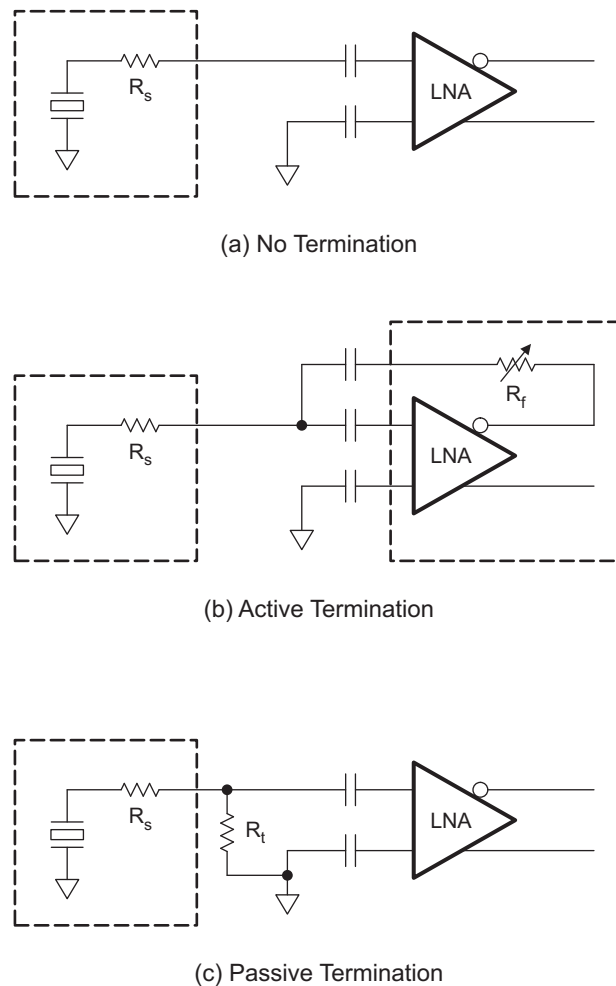 R_s
LNA
(a) No Termination
R_f
R_s
LNA
(b) Active Termination
R_s
R_t
LNA
(c) Passive Termination